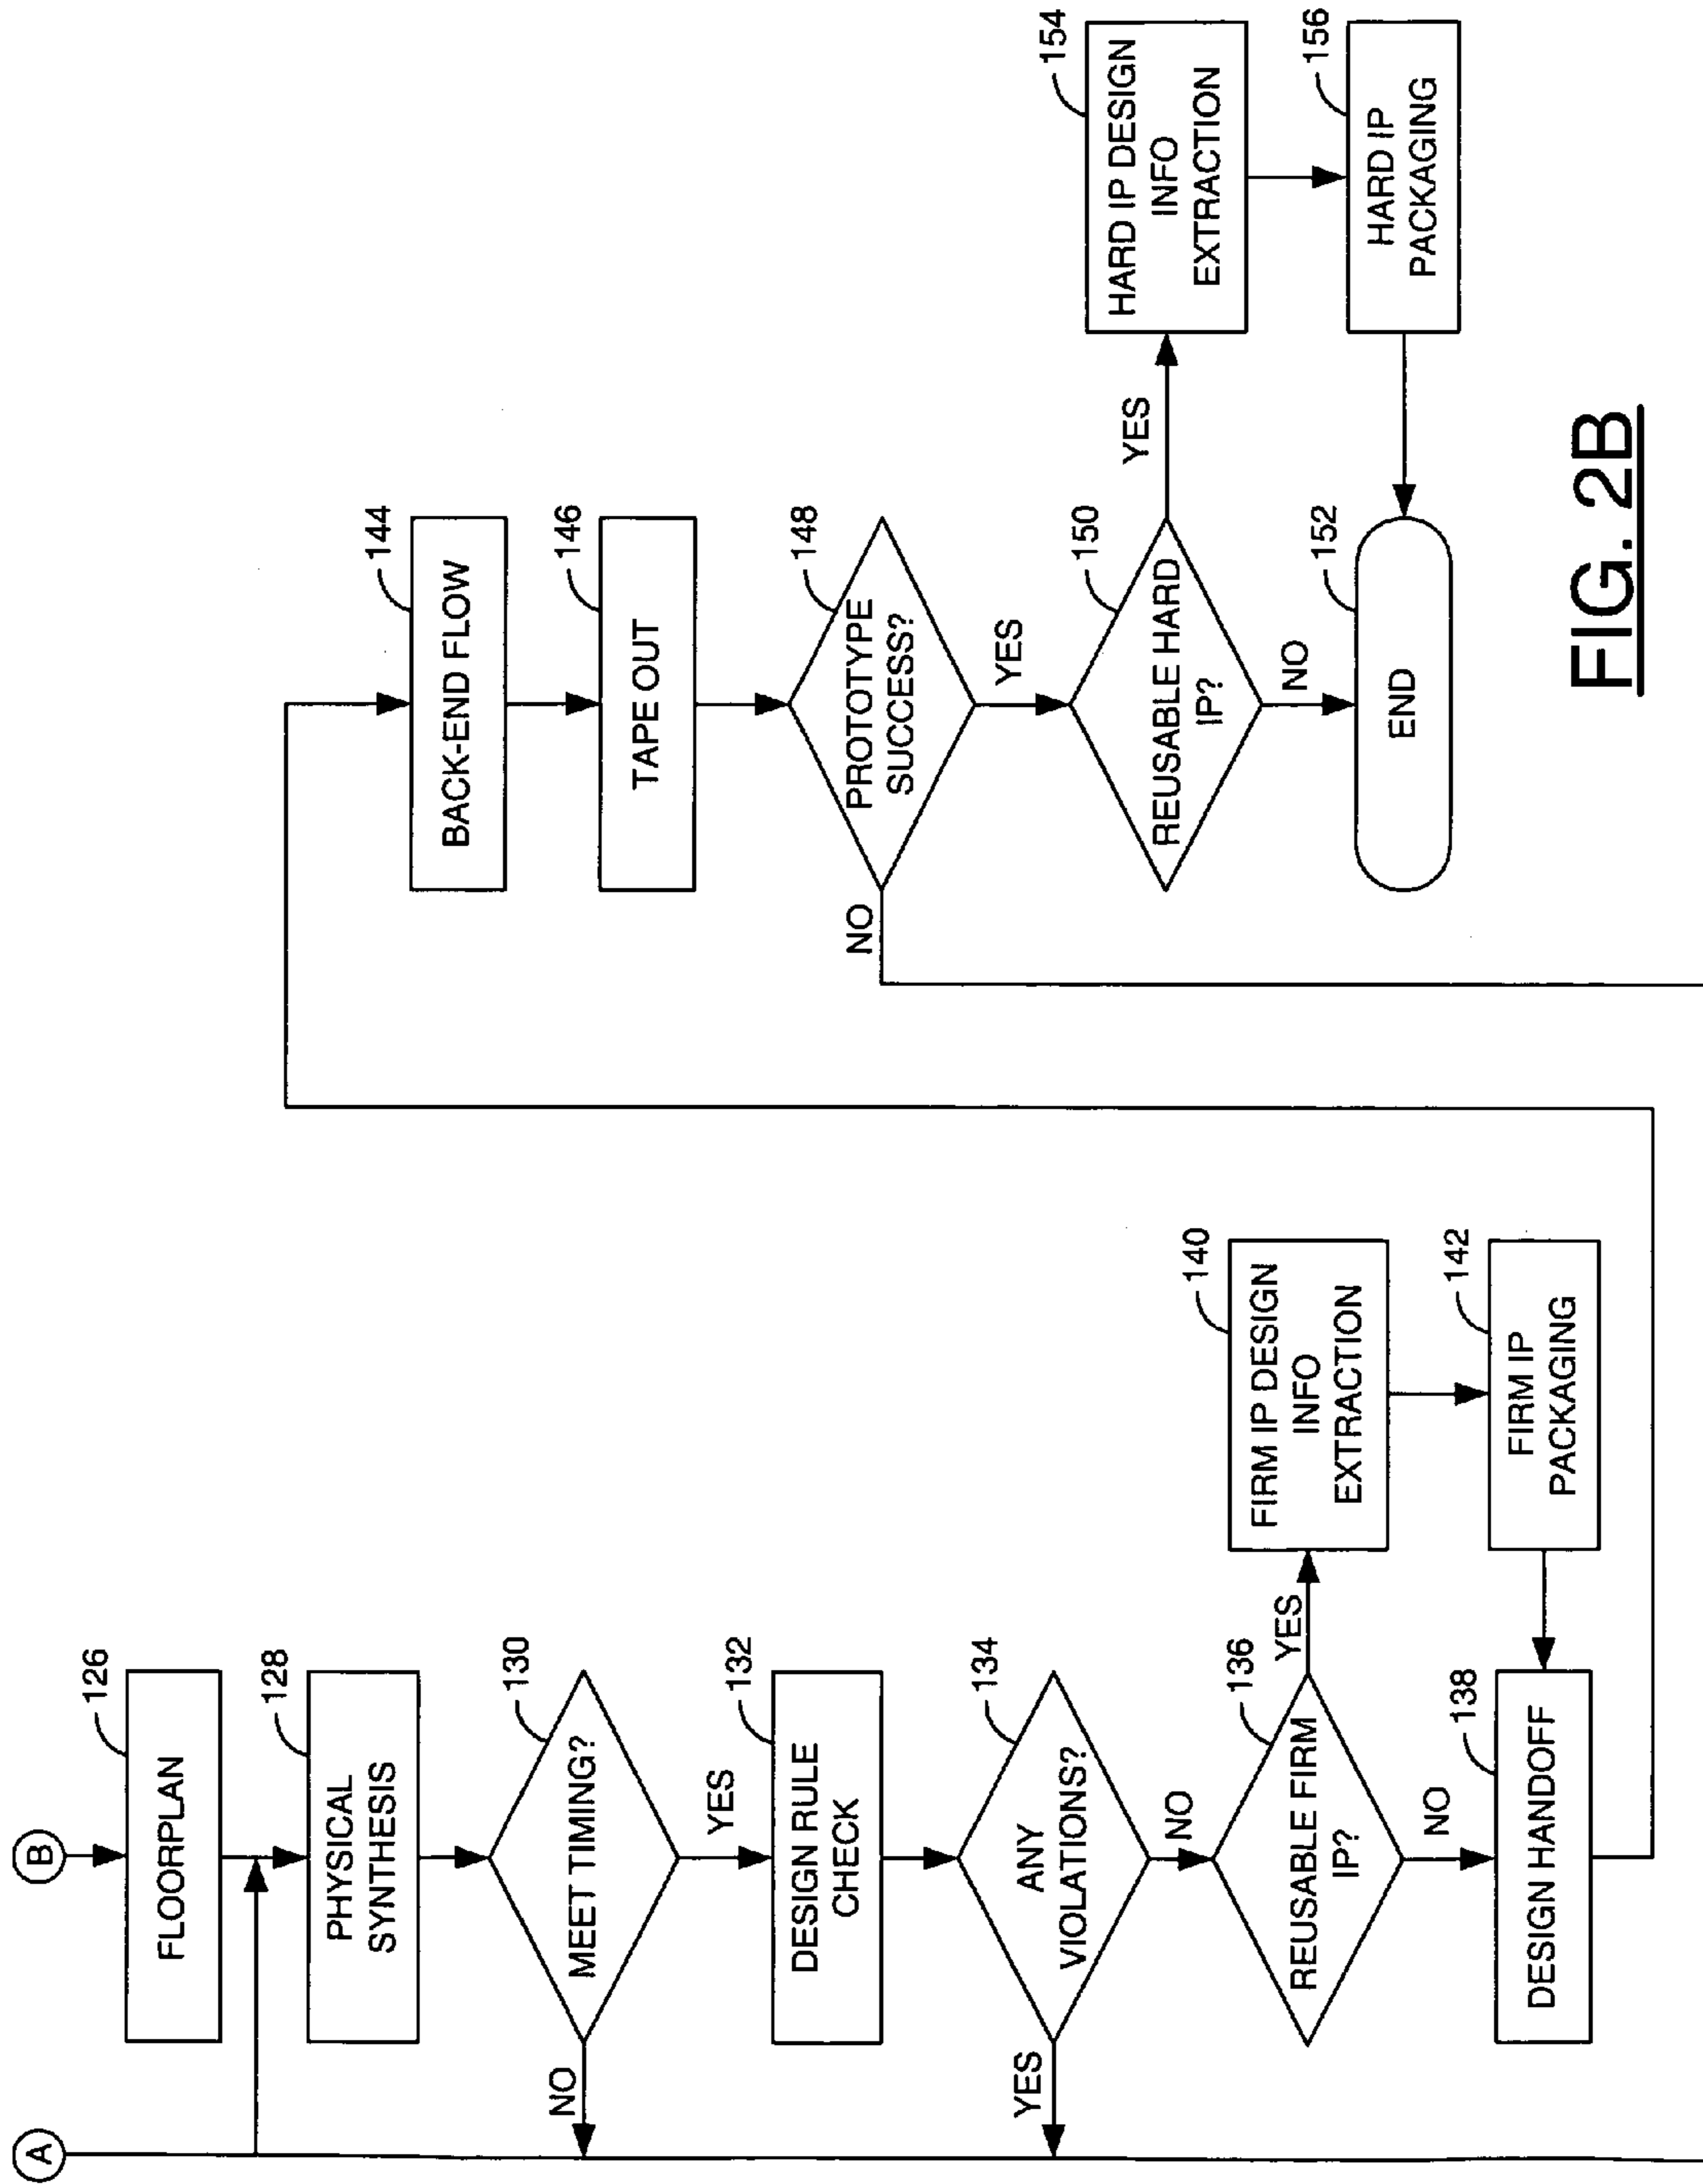 A
B
FLOORPLAN
126
PHYSICAL
SYNTHESIS
128
MEET TIMING?
130
NO
YES
DESIGN RULE
CHECK
132
ANY
VIOLATIONS?
134
YES
NO
REUSABLE FIRM
IP?
136
YES
NO
FIRM IP DESIGN
INFO
EXTRACTION
140
FIRM IP
PACKAGING
142
DESIGN HANDOFF
138
BACK-END FLOW
144
TAPE OUT
146
PROTOTYPE
SUCCESS?
148
NO
YES
REUSABLE HARD
IP?
150
YES
NO
HARD IP DESIGN
INFO
EXTRACTION
154
HARD IP
PACKAGING
156
END
152
FIG. 2B